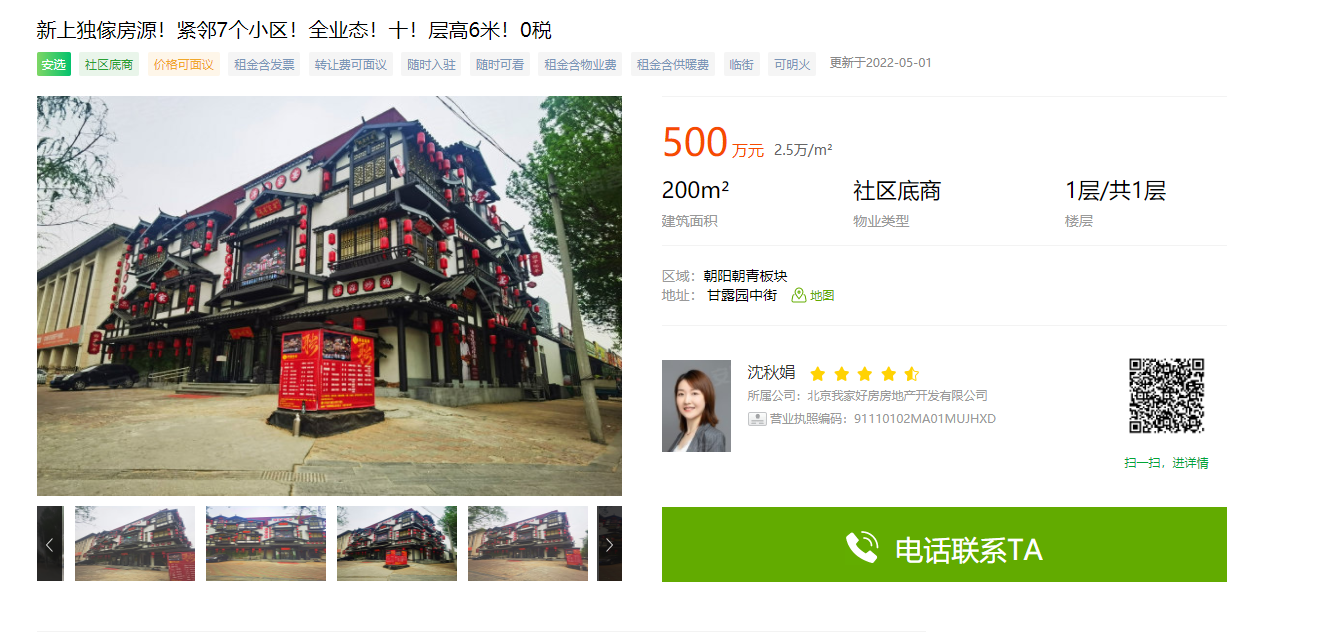 新上独傢房源！紧邻7个小区！全业态！十！层高6米！0税
安选 社区底商 价格可面议 租金含发票 转让费可面议 随时入驻 随时可看 租金含物业费 租金含供暖费 临街 可明火 更新于2022-05-01
500 万元 2.5万/m²
200m² 社区底商 1层/共1层
建筑面积 物业类型 楼层
区域： 朝阳朝青板块
地址： 甘露园中街 地图
沈秋娟
所属公司： 北京我家好房房地产开发有限公司
营业执照编码： 91110102MA01MUJHXD
扫一扫，进详情
电话联系TA